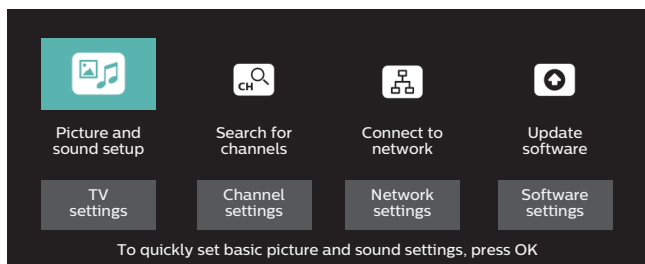 CH
Picture and
sound setup
Search for
channels
Connect to
network
Update
software
TV
settings
Channel
settings
Network
settings
Software
settings
To quickly set basic picture and sound settings, press OK